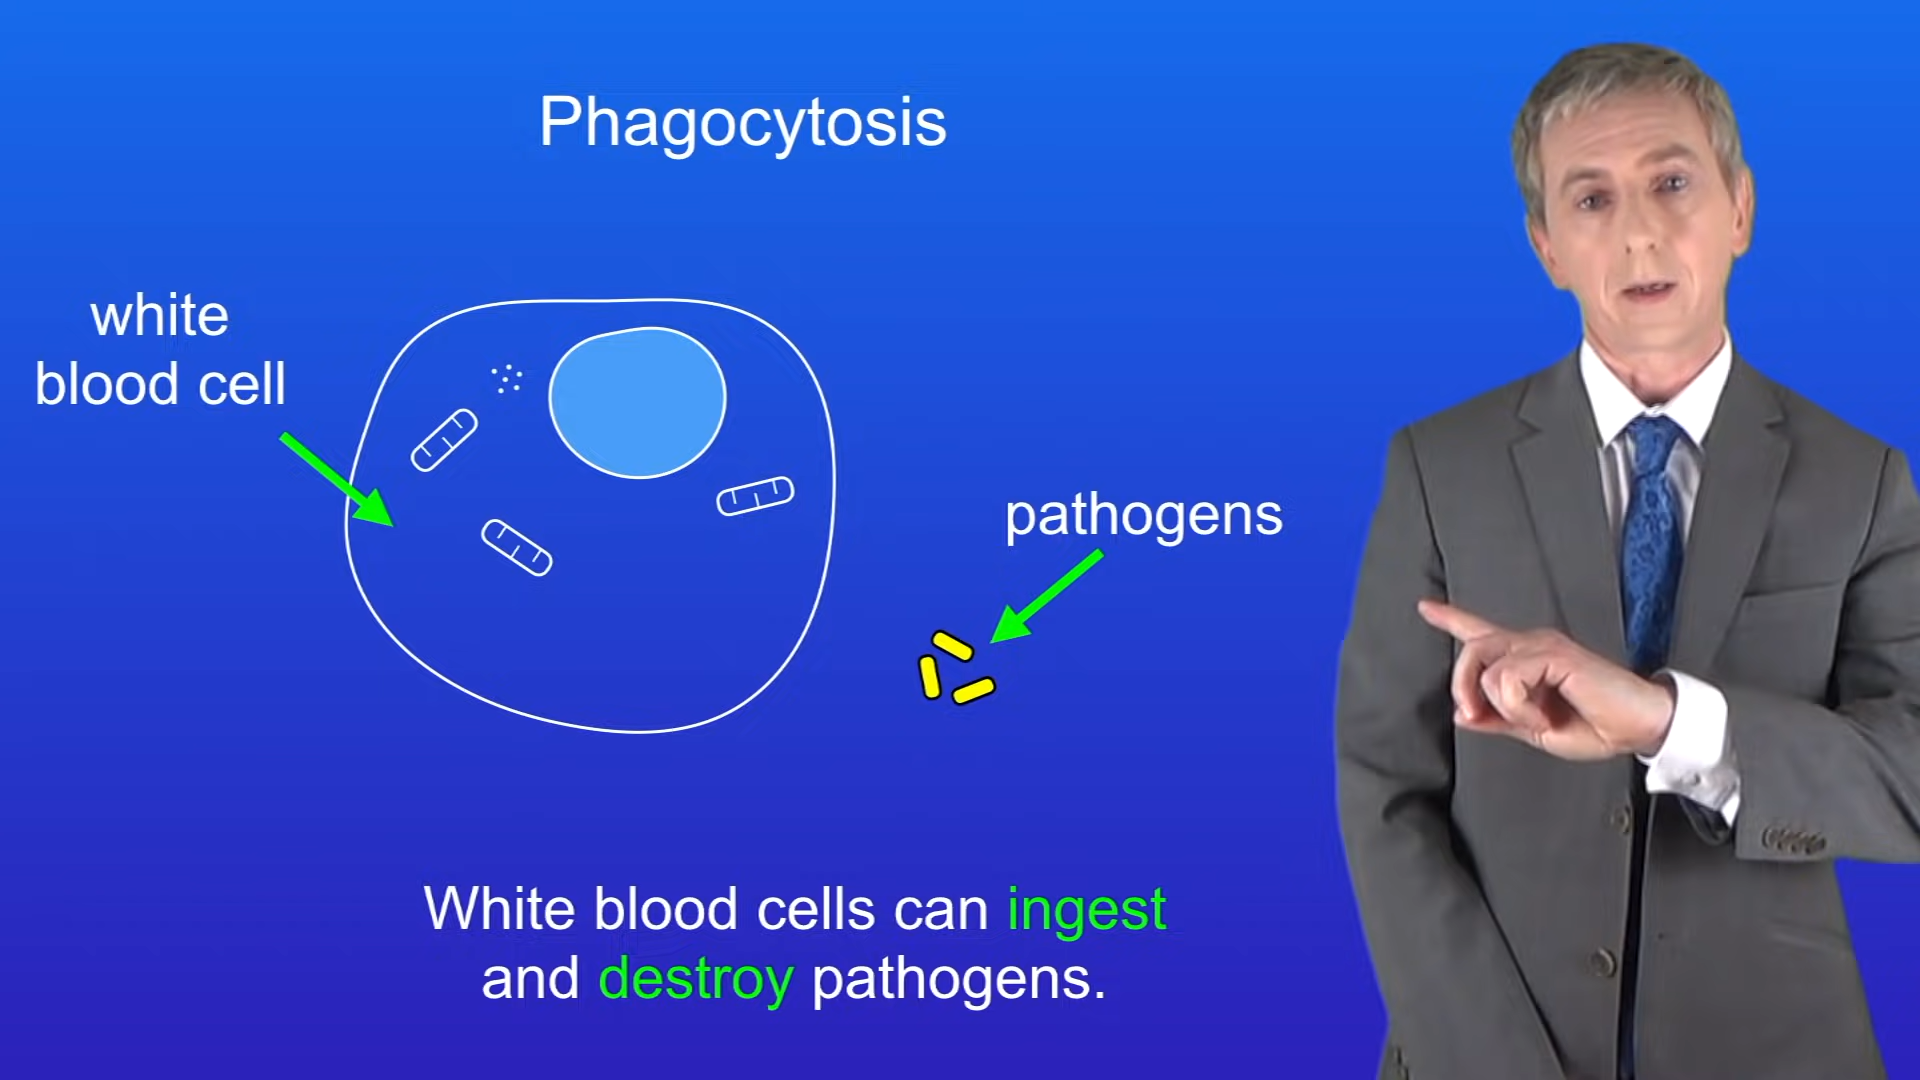 Phagocytosis
white
blood cell
pathogens
White blood cells can ingest
and destroy pathogens.